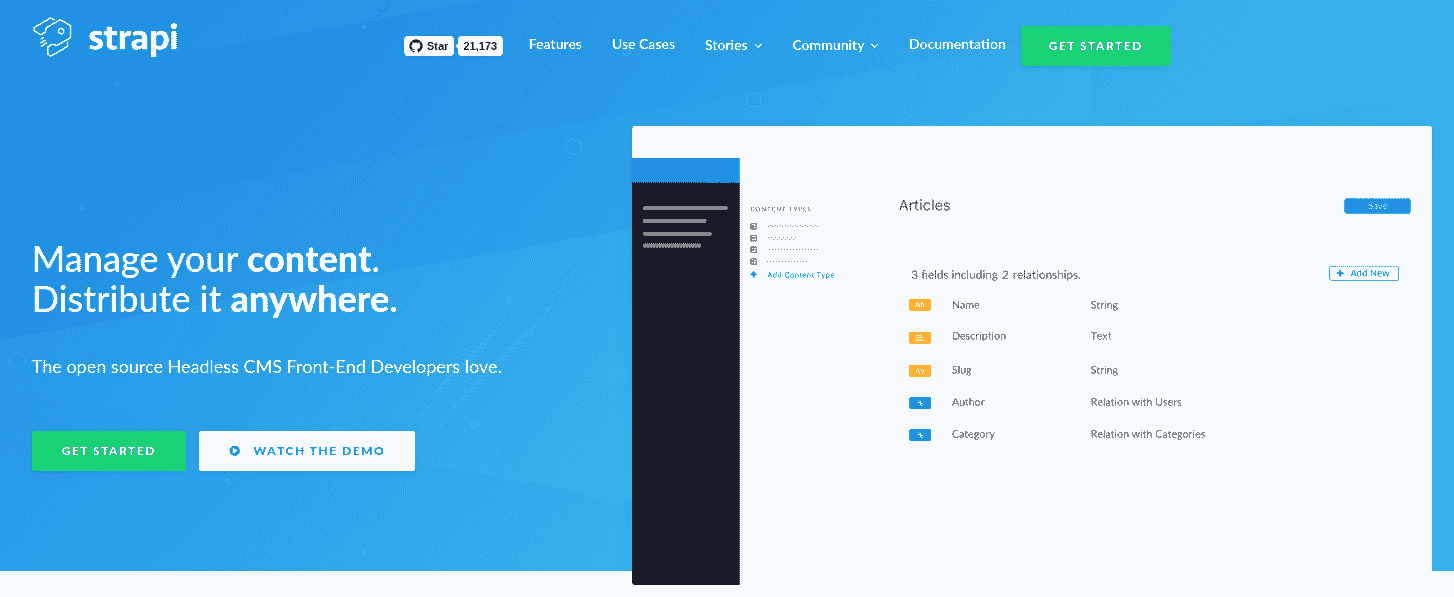 strapi
Star 21,173
Features
Use Cases
Stories
Community
Documentation
GET STARTED
Manage your content.
Distribute it anywhere.
The open source Headless CMS Front-End Developers love.
GET STARTED
WATCH THE DEMO
CONTENT TYPES
Add Content Type
Articles
Save
3 fields including 2 relationships.
Add New
Name String
Description Text
Slug String
Author Relation with Users
Category Relation with Categories